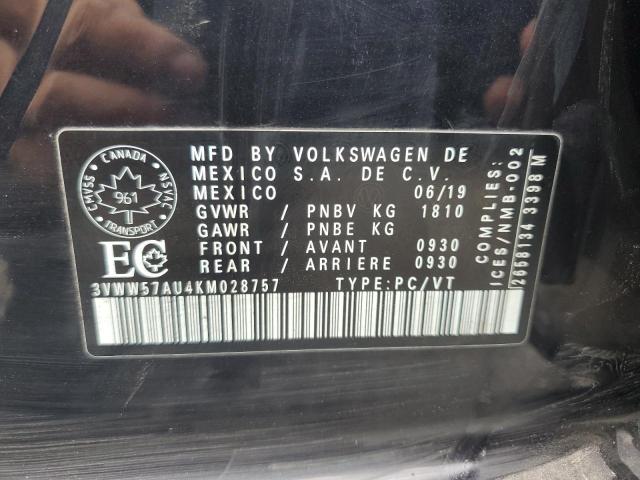 CANADA
CMVSS
NSVAC
961
TRANSPORT
EC
MFD BY VOLKSWAGEN DE
MEXICO S.A. DE C.V.
MEXICO 06/19
GVWR / PNBV KG 1810
GAWR / PNBE KG
FRONT / AVANT 0930
REAR / ARRIERE 0930
3VWW57AU4KM028757 TYPE:PC/VT
COMPLIES:
ICES/NMB-002
2658134 3398 M